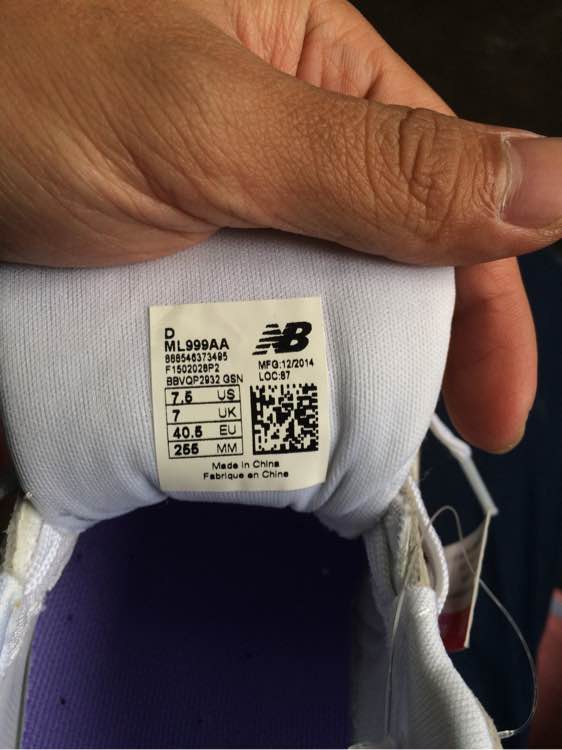 D
ML999AA
888546373495
F1502028P2
BBVQP2932 GSN
NB
MFG:12/2014
LOC:87
7.5 US
7 UK
40.5 EU
255 MM
Made in China
Fabrique en Chine